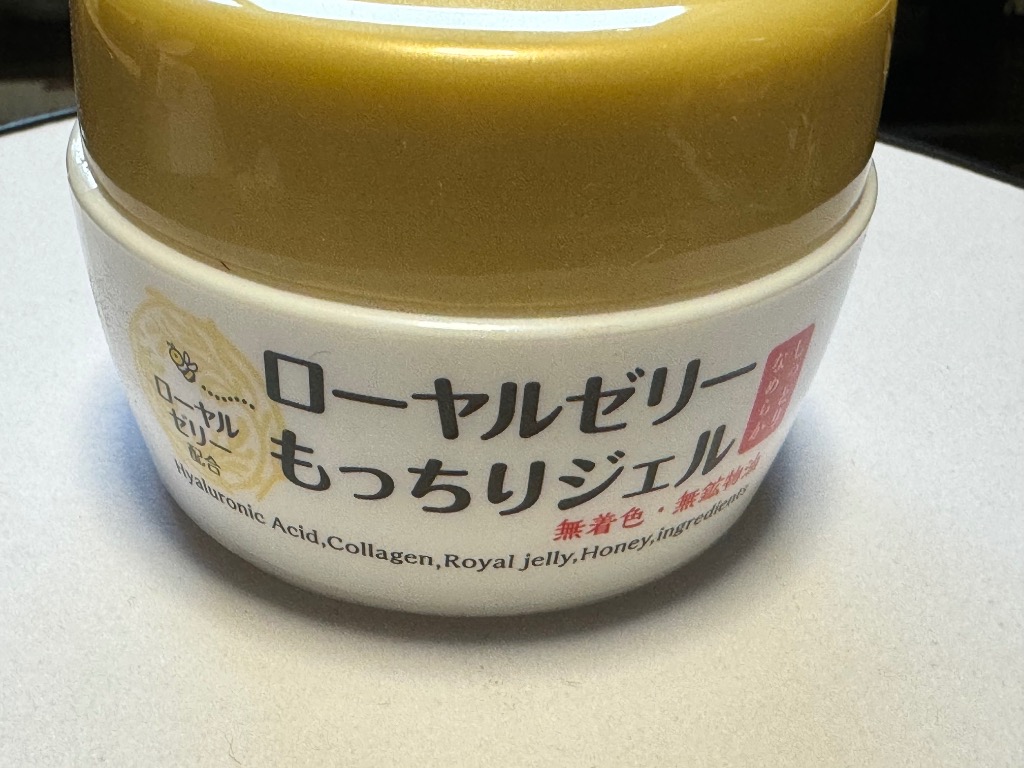 ローヤル
ゼリー
配合
ローヤルゼリー
もっちりジェル
しっとり
なめらか
無着色・無鉱物油
Hyaluronic Acid,Collagen,Royal jelly,Honey,ingredients